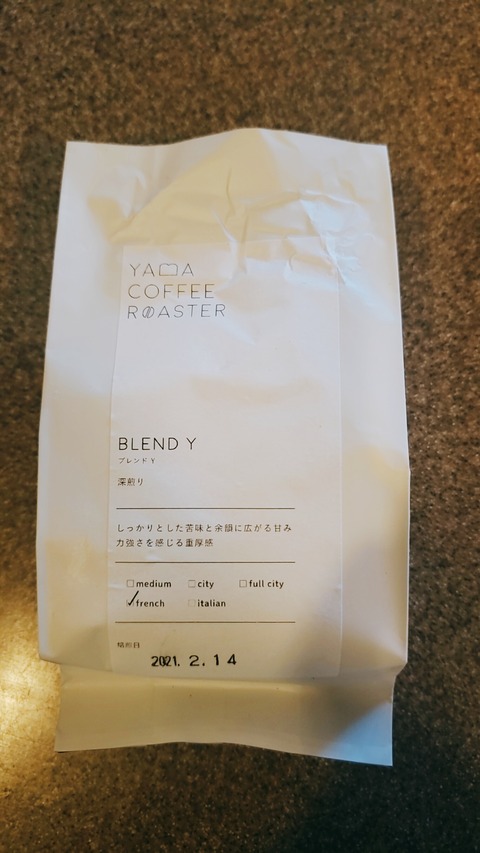 YAMA
COFFEE
ROASTER
BLEND Y
ブレンド Y
深煎り
しっかりとした苦味と余韻に広がる甘み
力強さを感じる重厚感
medium city full city
french italian
焙煎日
2021. 2. 14